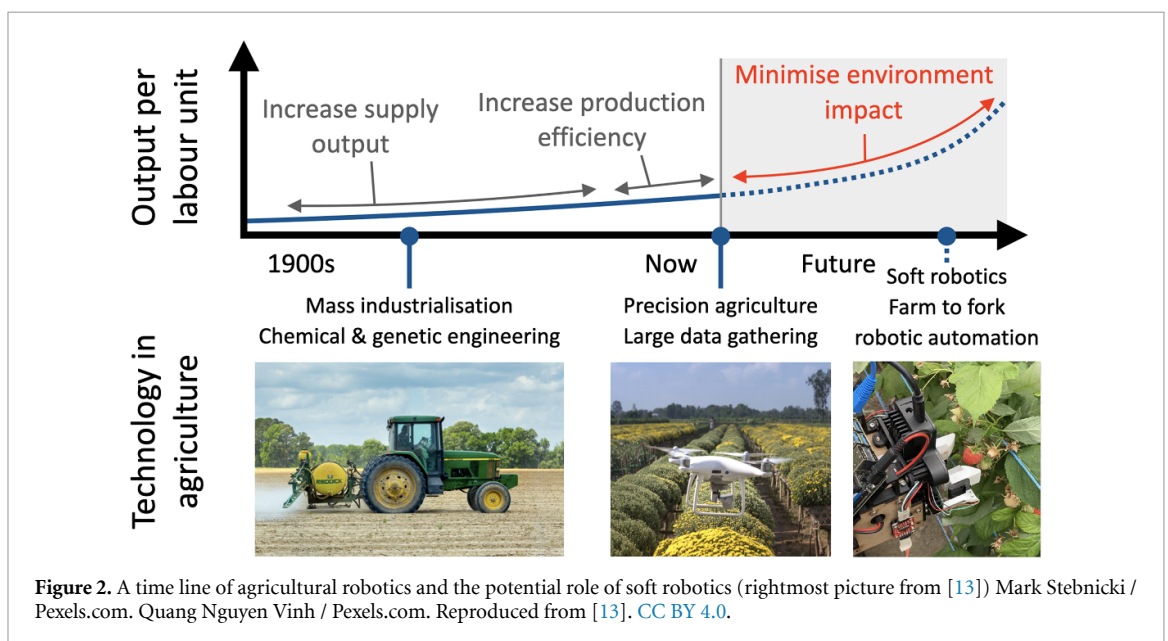 Output per
labour unit
Increase supply
output
Increase production
efficiency
Minimise environment
impact
1900s
Now
Future
Mass industrialisation
Chemical & genetic engineering
Precision agriculture
Large data gathering
Soft robotics
Farm to fork
robotic automation
Technology in
agriculture
REDDICK
Figure 2. A time line of agricultural robotics and the potential role of soft robotics (rightmost picture from [13]) Mark Stebnicki /
Pexels.com. Quang Nguyen Vinh / Pexels.com. Reproduced from [13]. CC BY 4.0.